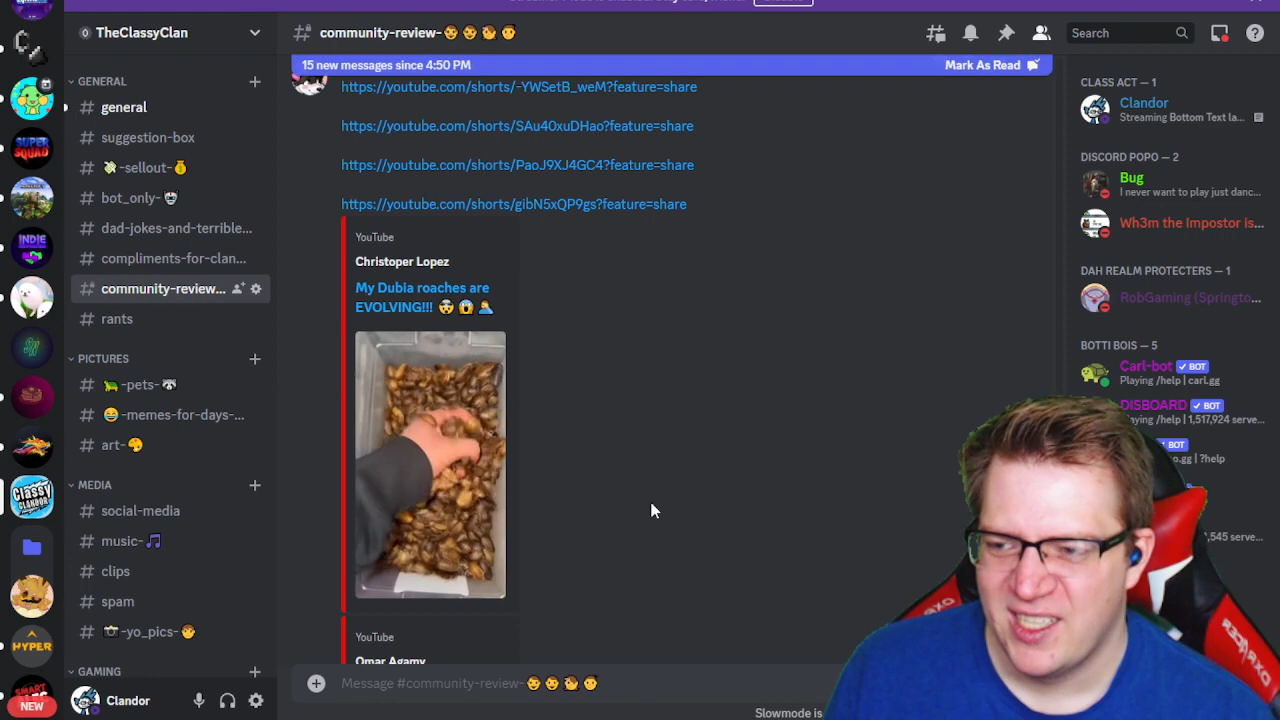 TheClassyClan
community-review-👨👨🧔👨
Search
15 new messages since 4:50 PM
Mark As Read
GENERAL
general
suggestion-box
💸-sellout-💰
bot_only-🤡
dad-jokes-and-terrible...
compliments-for-clan...
community-review...
rants
PICTURES
🐢-pets-🦝
😂-memes-for-days-...
art-🎨
MEDIA
social-media
music-🎵
clips
spam
📷-yo_pics-👩
GAMING
Clandor
SUPER SQUAD
INDIE
CLASSY CLANDOR
HYPER
NEW
https://youtube.com/shorts/-YWSetB_weM?feature=share
https://youtube.com/shorts/SAu40xuDHao?feature=share
https://youtube.com/shorts/PaoJ9XJ4GC4?feature=share
https://youtube.com/shorts/gibN5xQP9gs?feature=share
YouTube
Christoper Lopez
My Dubia roaches are
EVOLVING!!! 🤯 😱 🤦‍♂️
YouTube
Omar Agamy
Message #community-review-👨👨🧔👨
Slowmode is
CLASS ACT — 1
Clandor
Streaming Bottom Text la...
DISCORD POPO — 2
Bug
I never want to play just danc...
Wh3m the Impostor is...
DAH REALM PROTECTERS — 1
RobGaming (Springto...
BOTTI BOIS — 5
Carl-bot ✓ BOT
Playing /help | carl.gg
DISBOARD ✓ BOT
Playing /help | 1,517,924 serve...
BOT
o.gg | ?help
,545 serve...